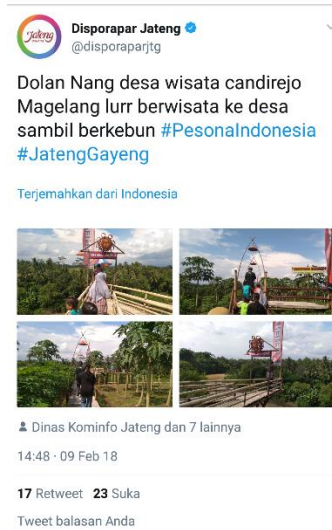 Jateng
Disporapar Jateng
@disporaparjtg
Dolan Nang desa wisata candirejo
Magelang lurr berwisata ke desa
sambil berkebun #PesonaIndonesia
#JatengGayeng
Terjemahkan dari Indonesia
Dinas Kominfo Jateng dan 7 lainnya
14:48 · 09 Feb 18
17 Retweet 23 Suka
Tweet balasan Anda